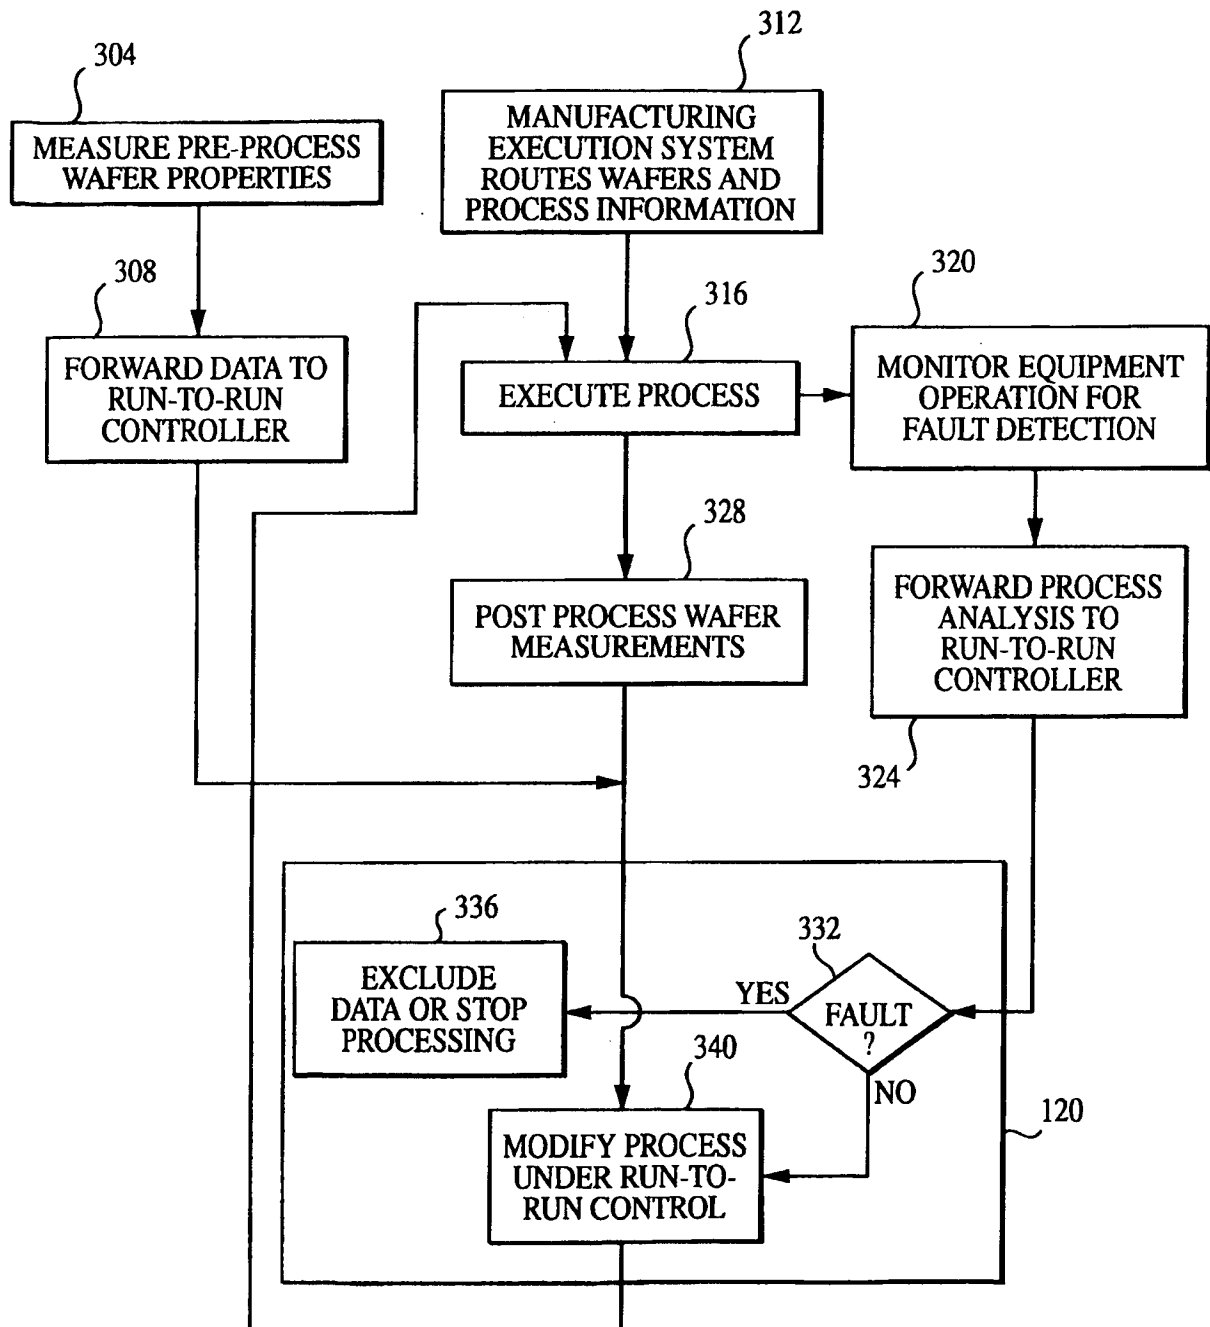 304
MEASURE PRE-PROCESS
WAFER PROPERTIES
312
MANUFACTURING
EXECUTION SYSTEM
ROUTES WAFERS AND
PROCESS INFORMATION
308
FORWARD DATA TO
RUN-TO-RUN
CONTROLLER
316
EXECUTE PROCESS
320
MONITOR EQUIPMENT
OPERATION FOR
FAULT DETECTION
328
POST PROCESS WAFER
MEASUREMENTS
FORWARD PROCESS
ANALYSIS TO
RUN-TO-RUN
CONTROLLER
324
336
EXCLUDE
DATA OR STOP
PROCESSING
332
YES
FAULT
?
NO
340
MODIFY PROCESS
UNDER RUN-TO-
RUN CONTROL
120